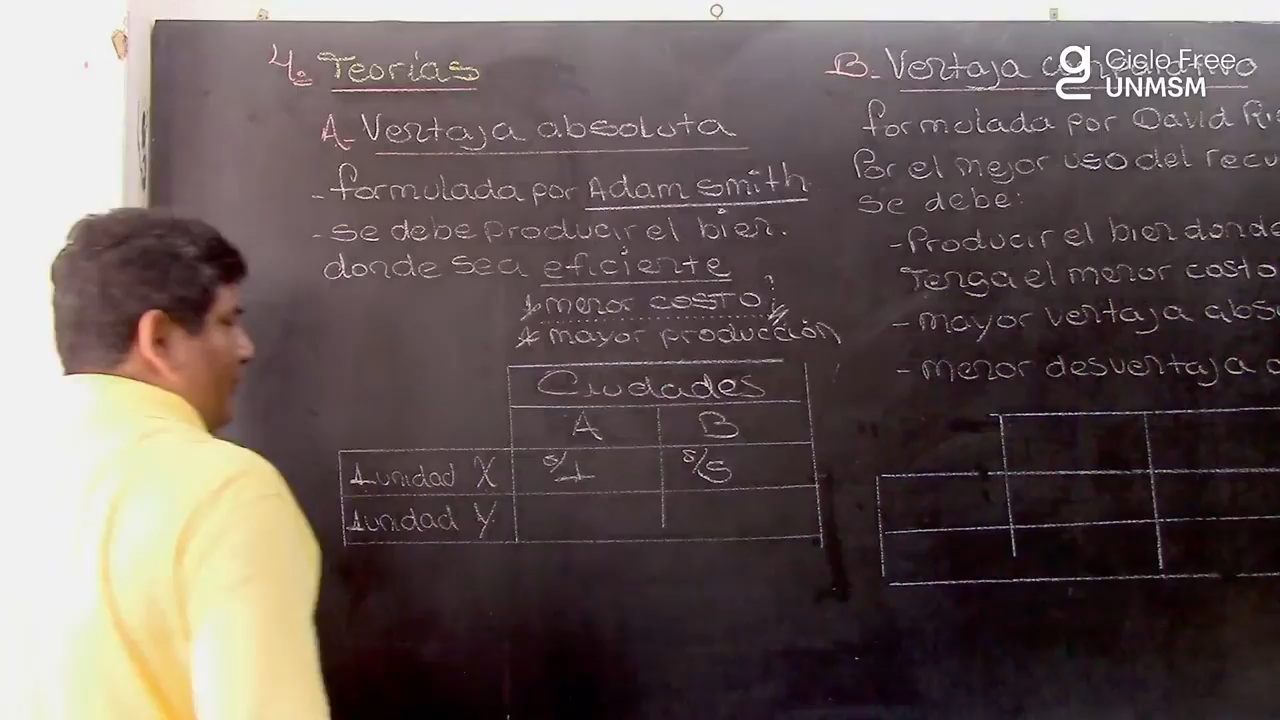 4. Teorías
A- Ventaja absoluta
- formulada por Adam smith
- se debe producir el bien.
donde sea eficiente
* menor costo
* mayor producción
Ciudades
A B
1 unidad X s/1 s/5
1 unidad Y
B- Ventaja
formulada por David
Por el mejor uso del
se debe:
- Producir el bien donde
Tenga el menor costo
- mayor ventaja
- menor desventaja
Ciclo Free
UNMSM